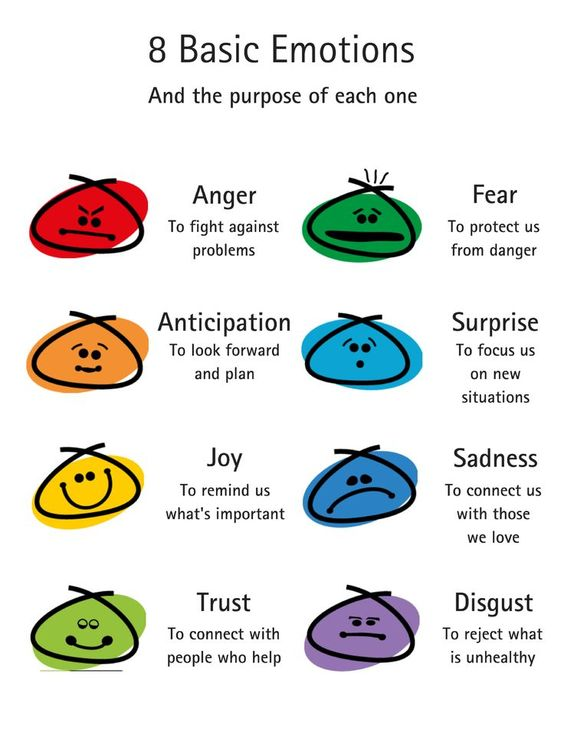 8 Basic Emotions
And the purpose of each one
Anger
To fight against
problems
Fear
To protect us
from danger
Anticipation
To look forward
and plan
Surprise
To focus us
on new
situations
Joy
To remind us
what's important
Sadness
To connect us
with those
we love
Trust
To connect with
people who help
Disgust
To reject what
is unhealthy